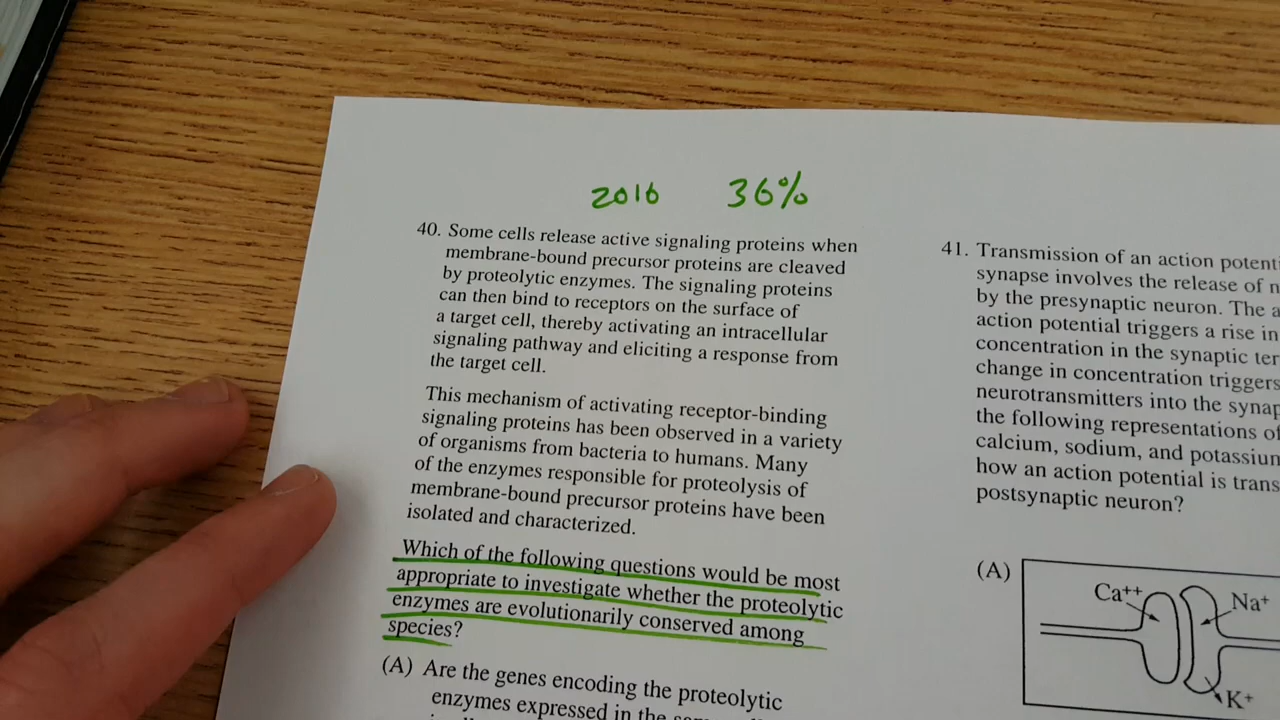 2016 36%
40. Some cells release active signaling proteins when
membrane-bound precursor proteins are cleaved
by proteolytic enzymes. The signaling proteins
can then bind to receptors on the surface of
a target cell, thereby activating an intracellular
signaling pathway and eliciting a response from
the target cell.
This mechanism of activating receptor-binding
signaling proteins has been observed in a variety
of organisms from bacteria to humans. Many
of the enzymes responsible for proteolysis of
membrane-bound precursor proteins have been
isolated and characterized.
Which of the following questions would be most
appropriate to investigate whether the proteolytic
enzymes are evolutionarily conserved among
species?
(A) Are the genes encoding the proteolytic
enzymes expressed in the
41. Transmission of an action
synapse involves the release of
by the presynaptic neuron. The
action potential triggers a rise in
concentration in the synaptic
change in concentration triggers
neurotransmitters into the
the following representations of
calcium, sodium, and
how an action potential is
postsynaptic neuron?
(A)
Ca++ Na+
K+